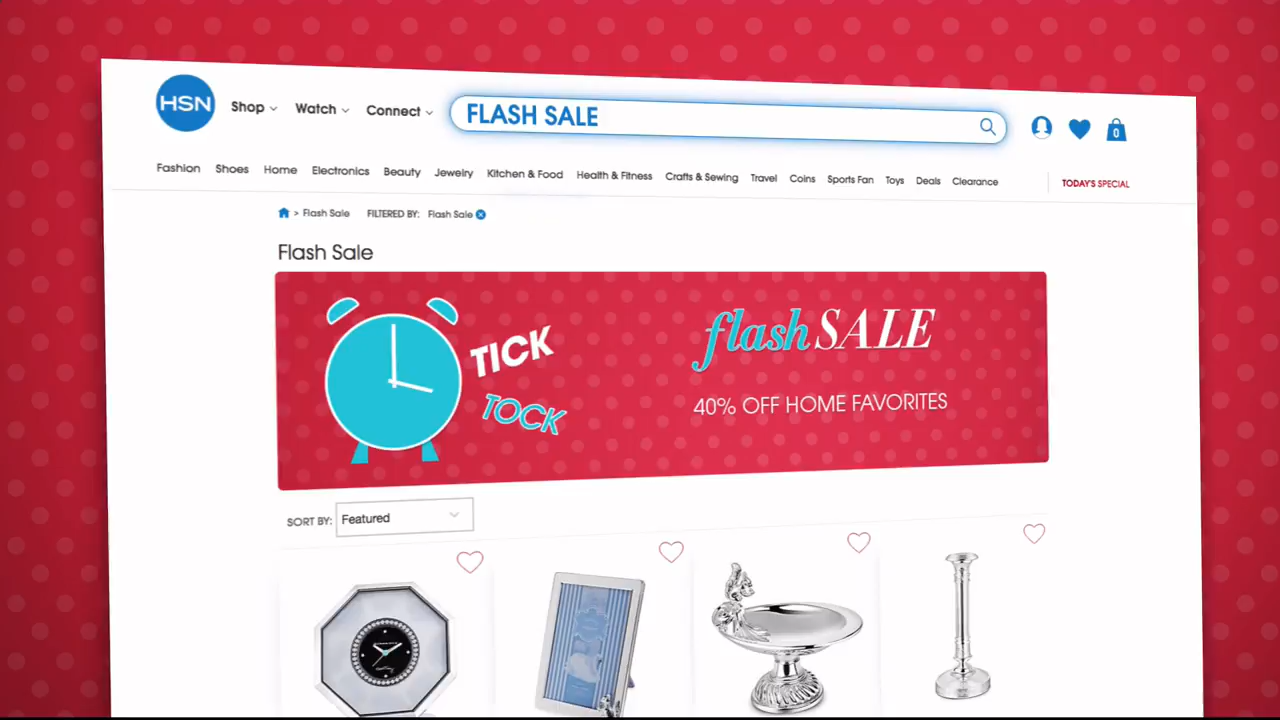 HSN
Shop Watch Connect FLASH SALE 0
Fashion Shoes Home Electronics Beauty Jewelry Kitchen & Food Health & Fitness Crafts & Sewing Travel Coins Sports Fan Toys Deals Clearance TODAY'S SPECIAL
> Flash Sale FILTERED BY: Flash Sale
Flash Sale
TICK
TOCK
flash SALE
40% OFF HOME FAVORITES
SORT BY: Featured